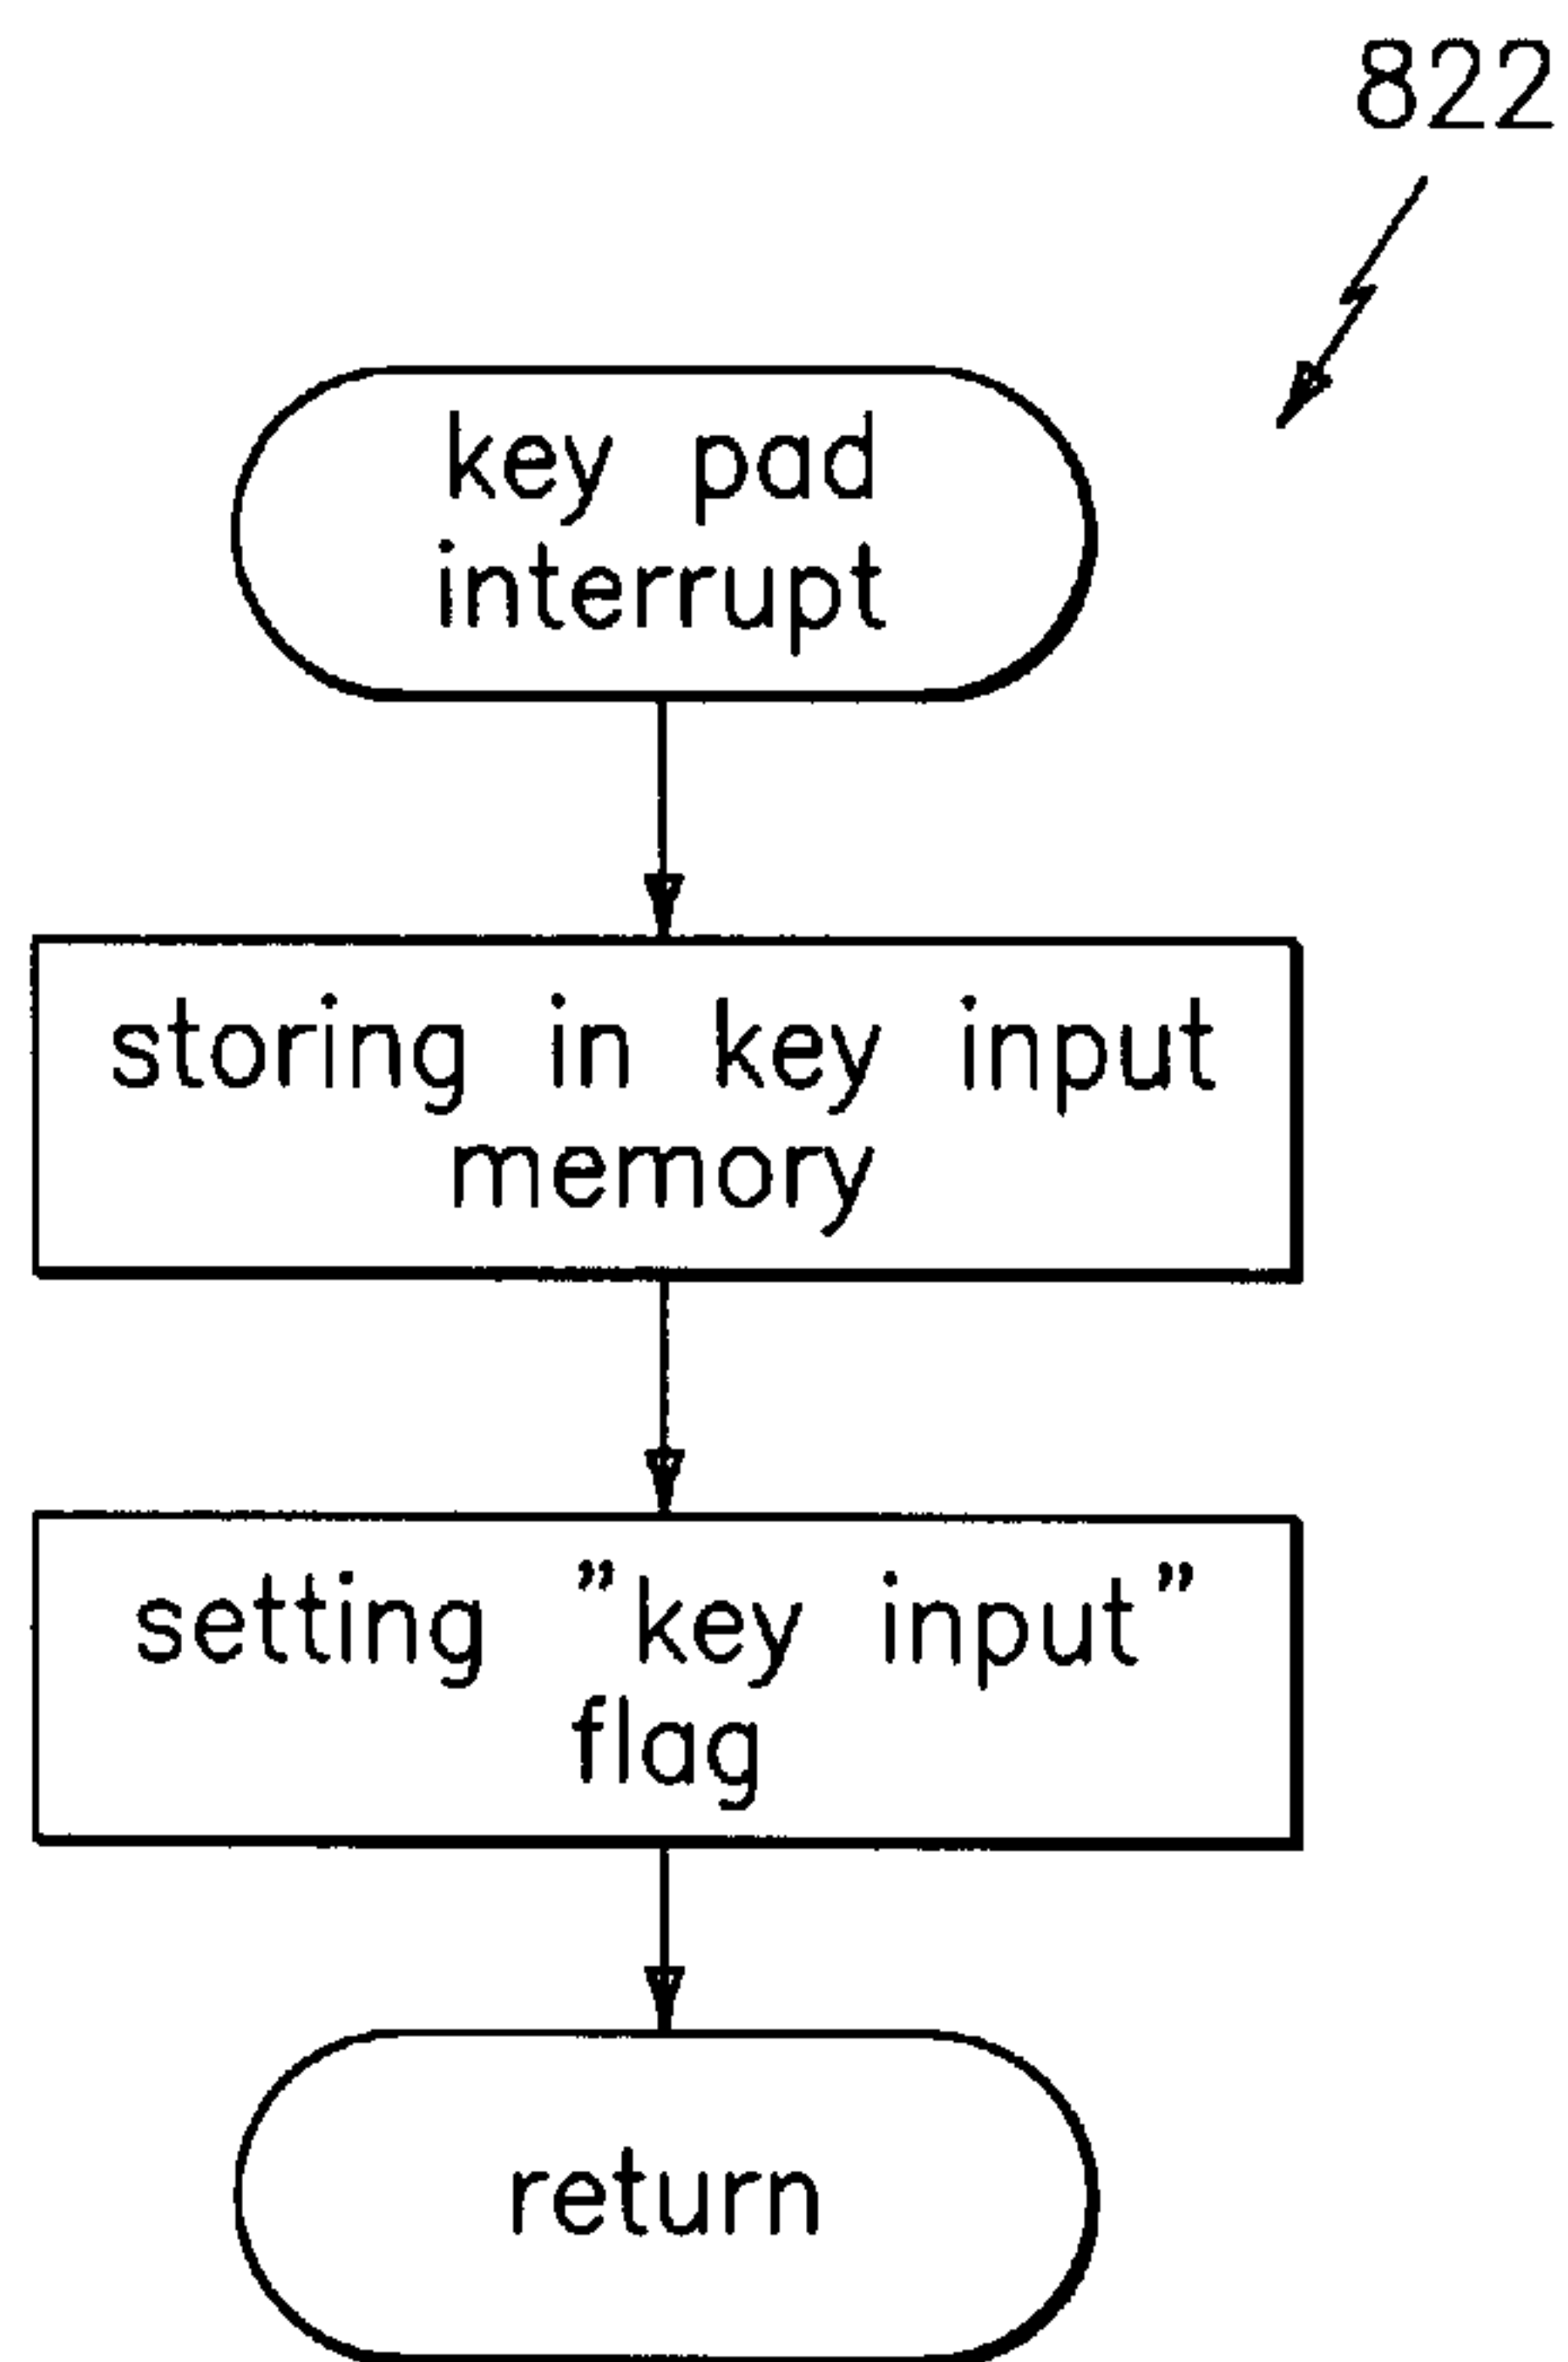 822
key pad
interrupt
storing in key input
memory
setting "key input"
flag
return